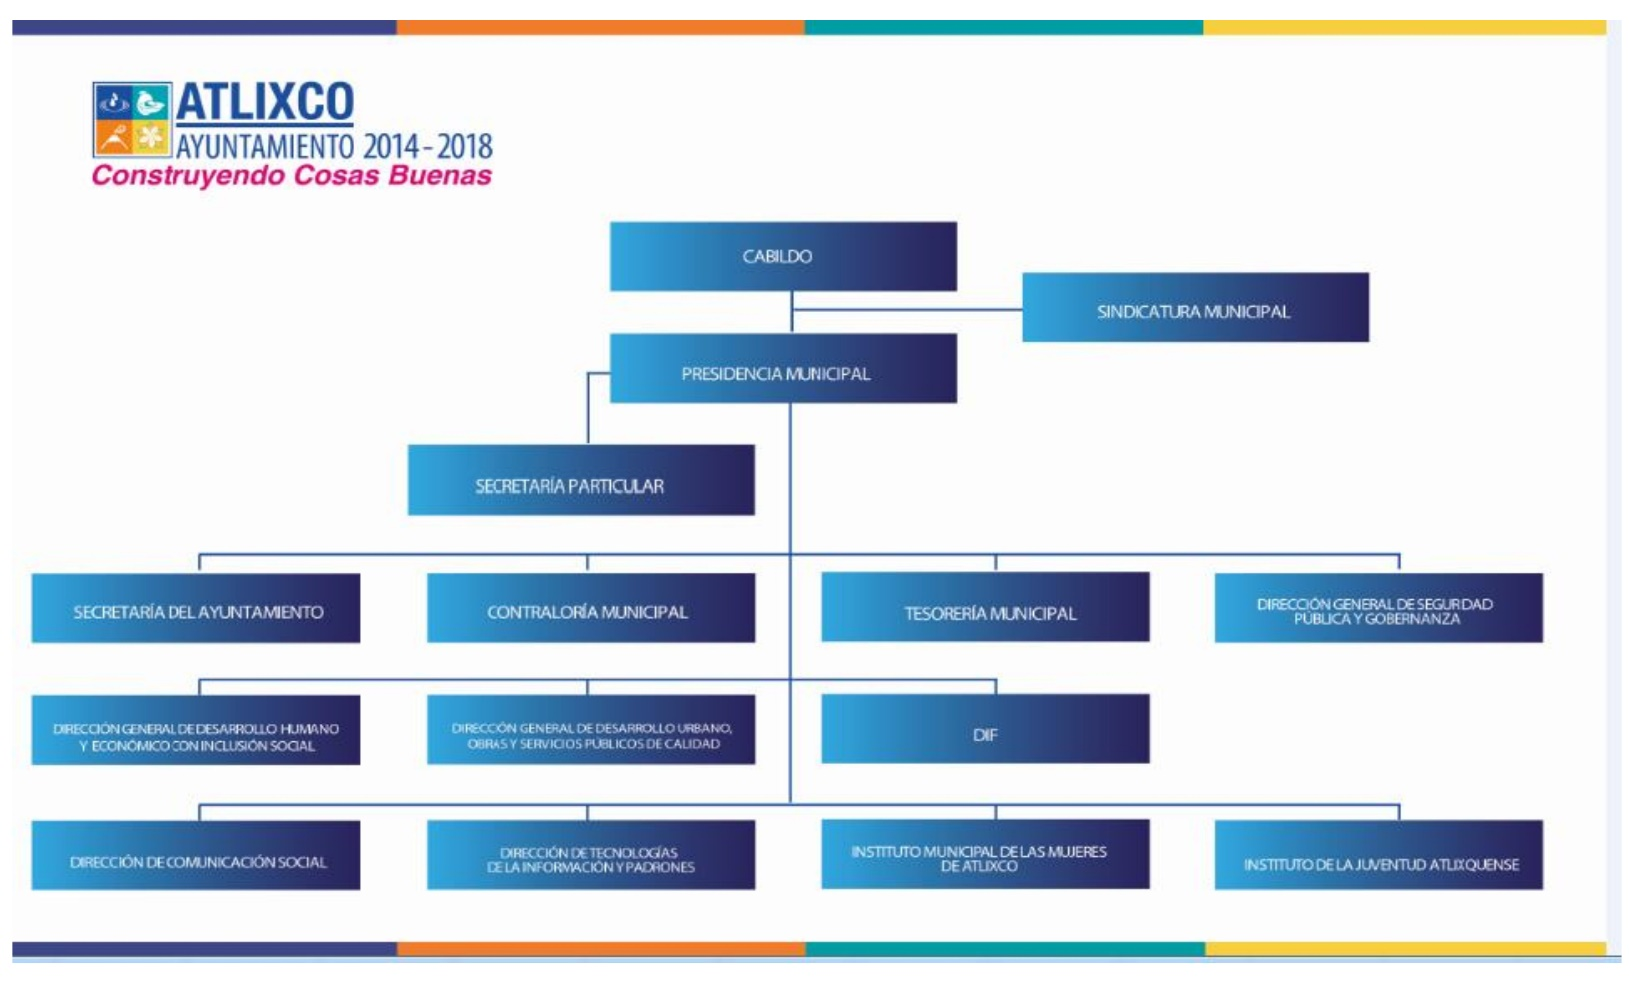 ATLIXCO
AYUNTAMIENTO 2014-2018
Construyendo Cosas Buenas
CABILDO
SINDICATURA MUNICIPAL
PRESIDENCIA MUNICIPAL
SECRETARÍA PARTICULAR
SECRETARÍA DEL AYUNTAMIENTO
CONTRALORÍA MUNICIPAL
TESORERÍA MUNICIPAL
DIRECCIÓN GENERAL DE SEGURIDAD
PÚBLICA Y GOBERNANZA
DIRECCIÓN GENERAL DE DESARROLLO HUMANO
Y ECONÓMICO CON INCLUSIÓN SOCIAL
DIRECCIÓN GENERAL DE DESARROLLO URBANO,
OBRAS Y SERVICIOS PÚBLICOS DE CALIDAD
DIF
DIRECCIÓN DE COMUNICACIÓN SOCIAL
DIRECCIÓN DE TECNOLOGÍAS
DE LA INFORMACIÓN Y PADRONES
INSTITUTO MUNICIPAL DE LAS MUJERES
DE ATLIXCO
INSTITUTO DE LA JUVENTUD ATLIXQUENSE